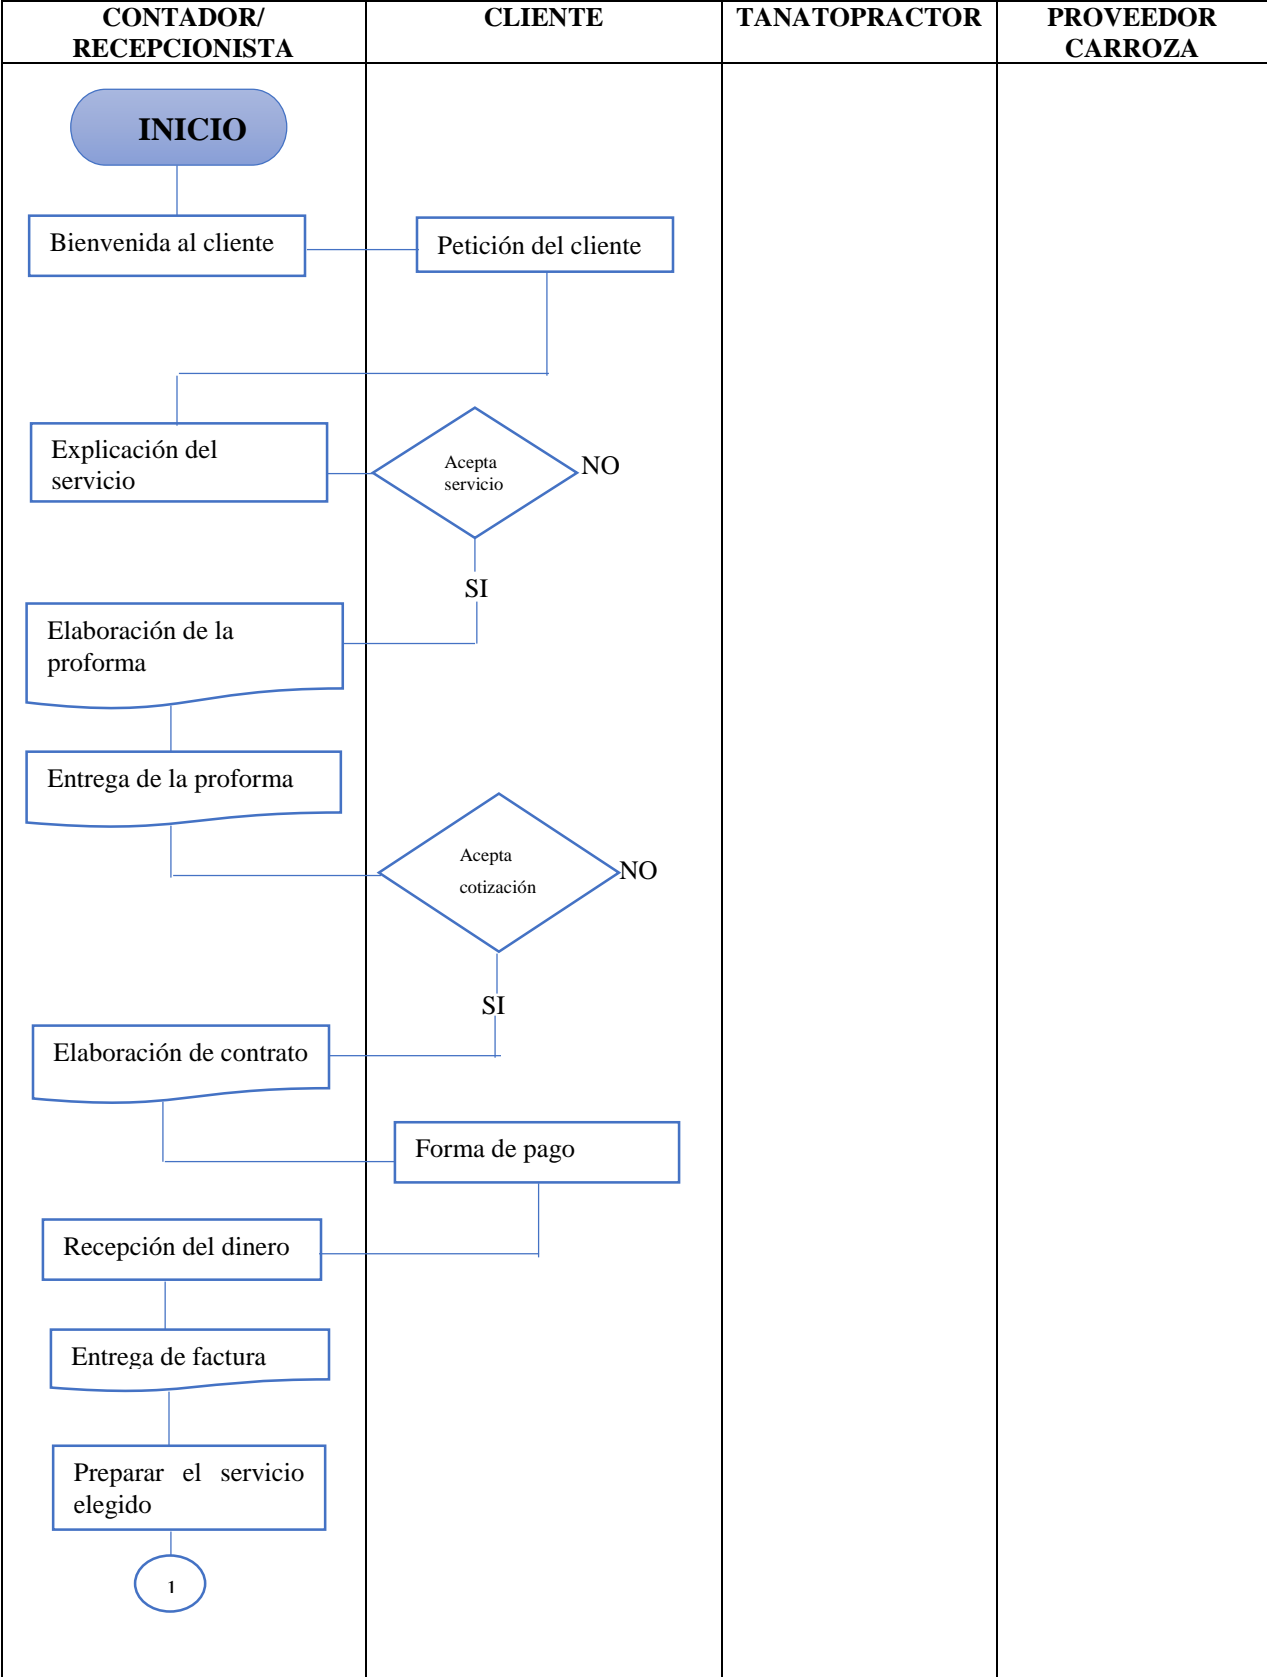 CONTADOR/
RECEPCIONISTA
CLIENTE
TANATOPRACTOR
PROVEEDOR
CARROZA
INICIO
Bienvenida al cliente
Petición del cliente
Explicación del
servicio
Acepta
servicio
NO
SI
Elaboración de la
proforma
Entrega de la proforma
Acepta
cotización
NO
SI
Elaboración de contrato
Forma de pago
Recepción del dinero
Entrega de factura
Preparar el servicio
elegido
1